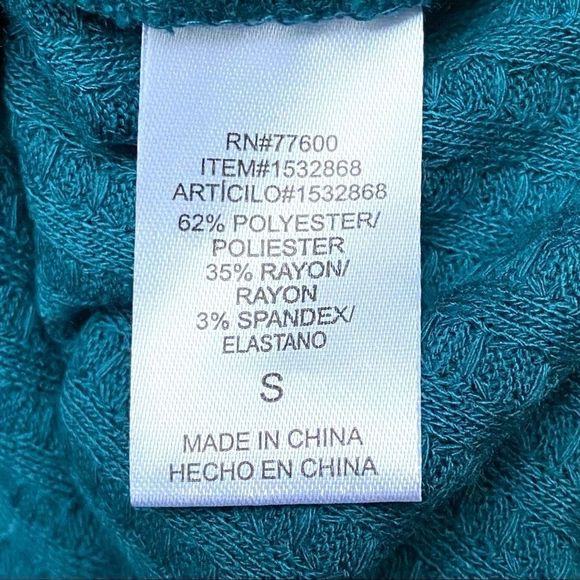 RN#77600
ITEM#1532868
ARTÍCILO#1532868
62% POLYESTER/
POLIESTER
35% RAYON/
RAYON
3% SPANDEX/
ELASTANO
S
MADE IN CHINA
HECHO EN CHINA